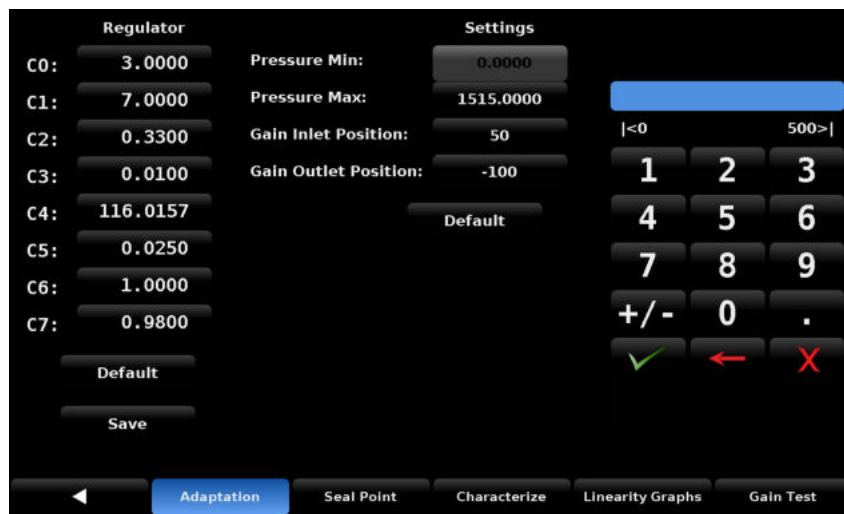 Regulator Settings
C0: 3.0000 Pressure Min: 0.0000
C1: 7.0000 Pressure Max: 1515.0000
C2: 0.3300 Gain Inlet Position: 50 |<0 500>|
C3: 0.0100 Gain Outlet Position: -100 1 2 3
C4: 116.0157 Default 4 5 6
C5: 0.0250 7 8 9
C6: 1.0000 +/- 0 .
C7: 0.9800
Default X
Save
Adaptation Seal Point Characterize Linearity Graphs Gain Test